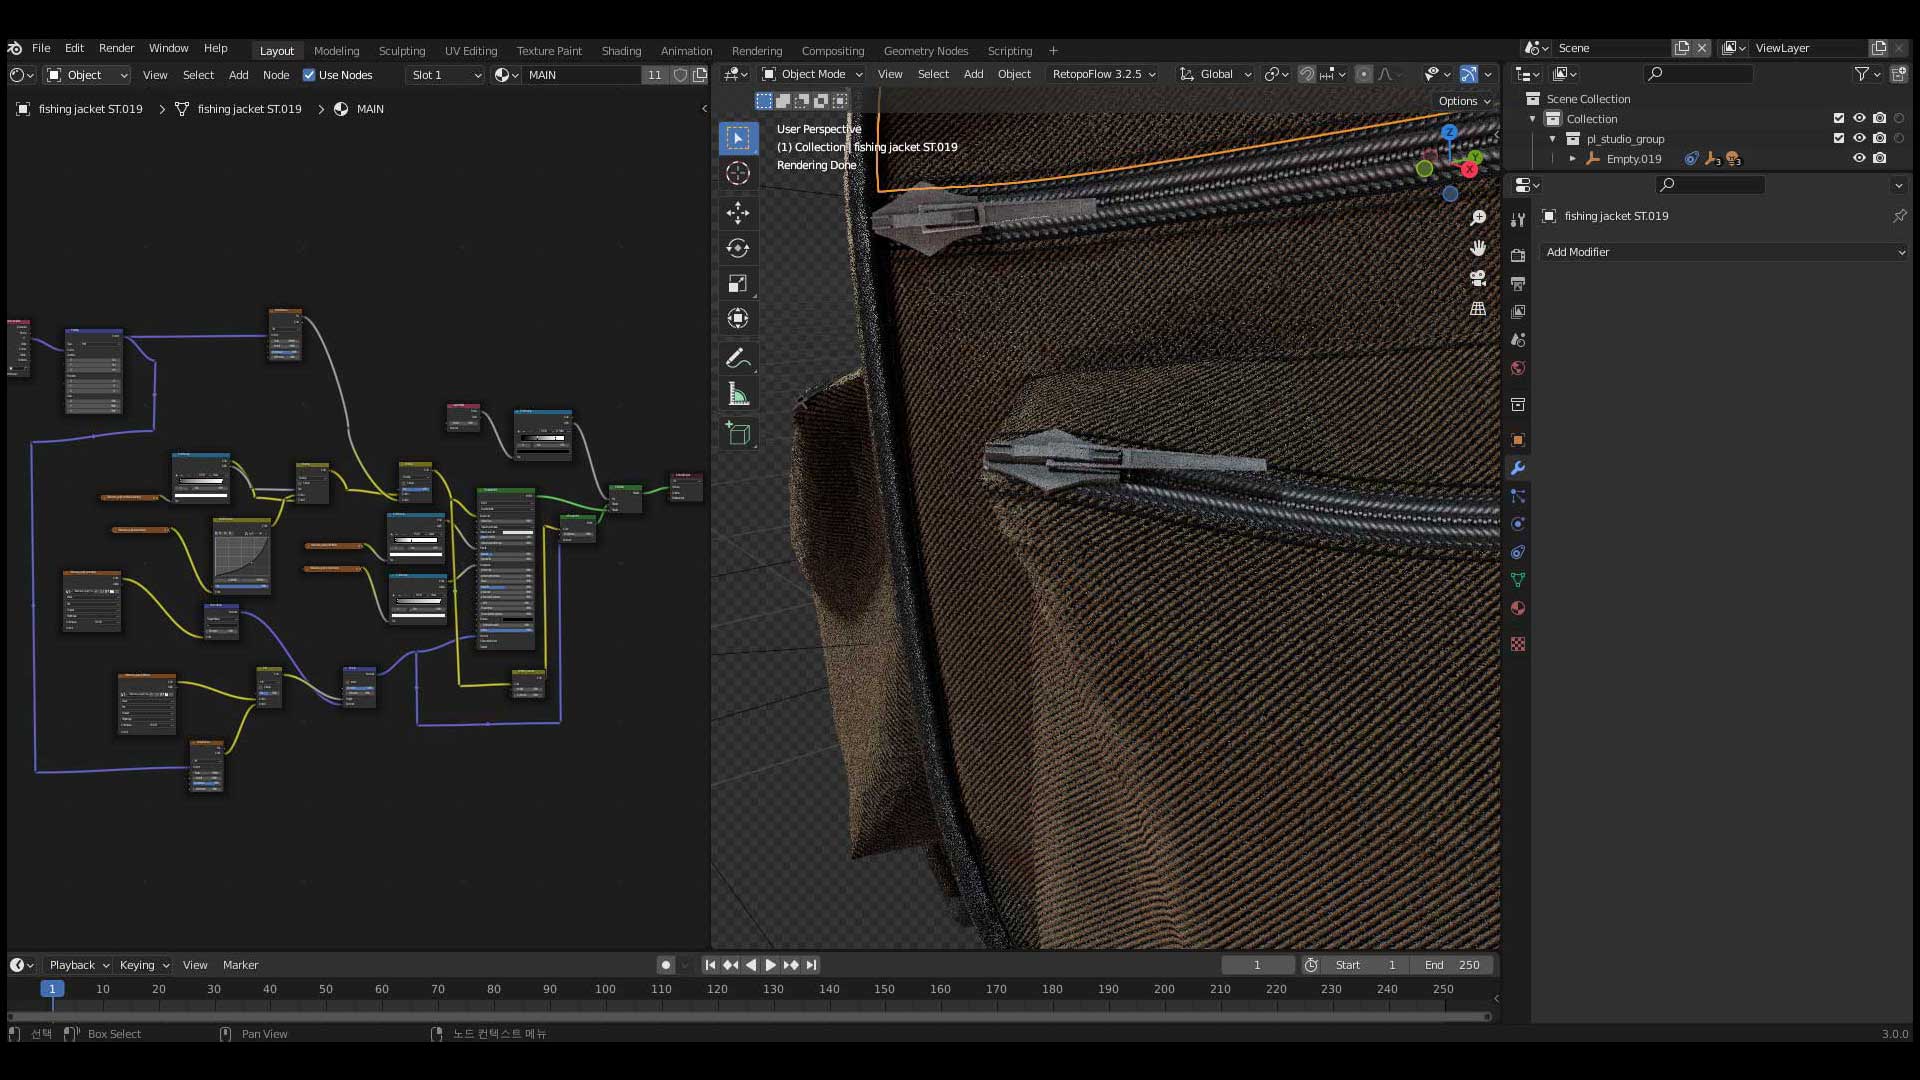 File Edit Render Window Help Layout Modeling Sculpting UV Editing Texture Paint Shading Animation Rendering Compositing Geometry Nodes Scripting + Scene ViewLayer
Object View Select Add Node Use Nodes Slot 1 MAIN 11 Object Mode View Select Add Object RetopoFlow 3.2.5 Global
fishing jacket ST.019 > fishing jacket ST.019 > MAIN
Options
Scene Collection
Collection
pl_studio_group
Empty.019
3
3
User Perspective
(1) Collection | fishing jacket ST.019
Rendering Done
Z
Y
X
fishing jacket ST.019
Add Modifier
Playback Keying View Marker 1 Start 1 End 250
1 10 20 30 40 50 60 70 80 90 100 110 120 130 140 150 160 170 180 190 200 210 220 230 240 250
선택 Box Select Pan View 노드 컨텍스트 메뉴 3.0.0